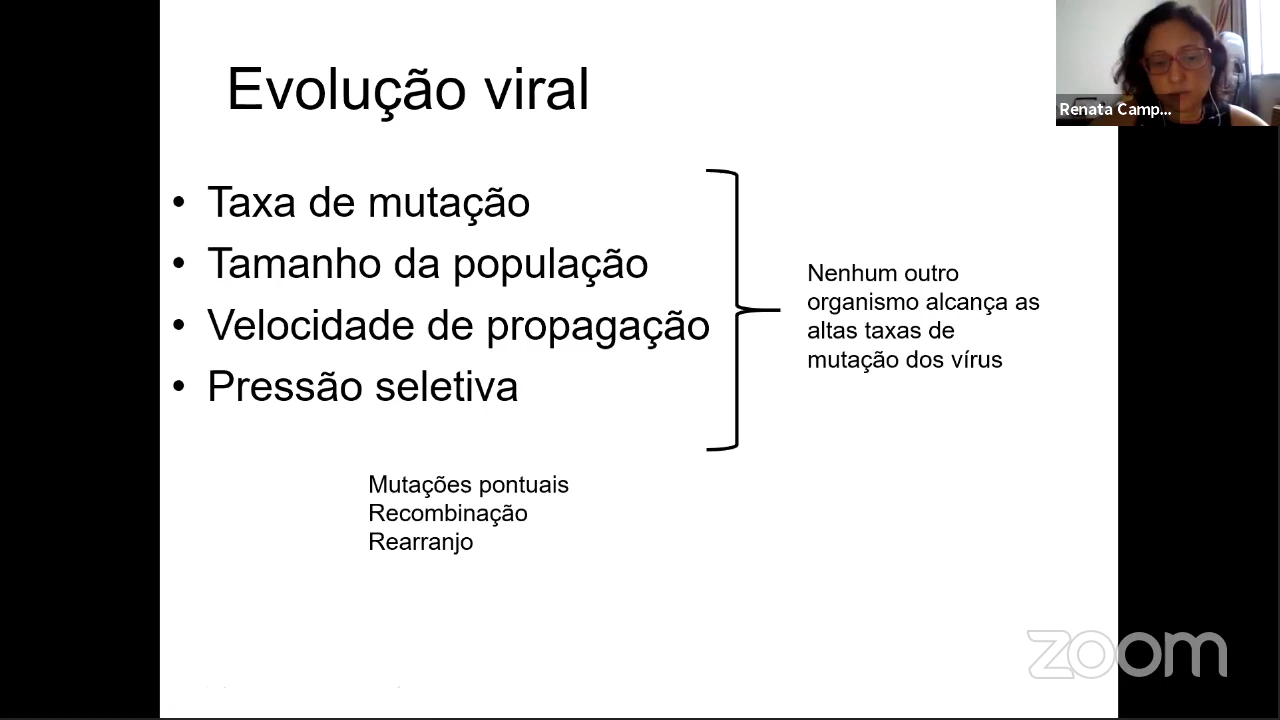 Evolução viral
Renata Camp...
• Taxa de mutação
• Tamanho da população
• Velocidade de propagação
• Pressão seletiva
Nenhum outro
organismo alcança as
altas taxas de
mutação dos vírus
Mutações pontuais
Recombinação
Rearranjo
zoom